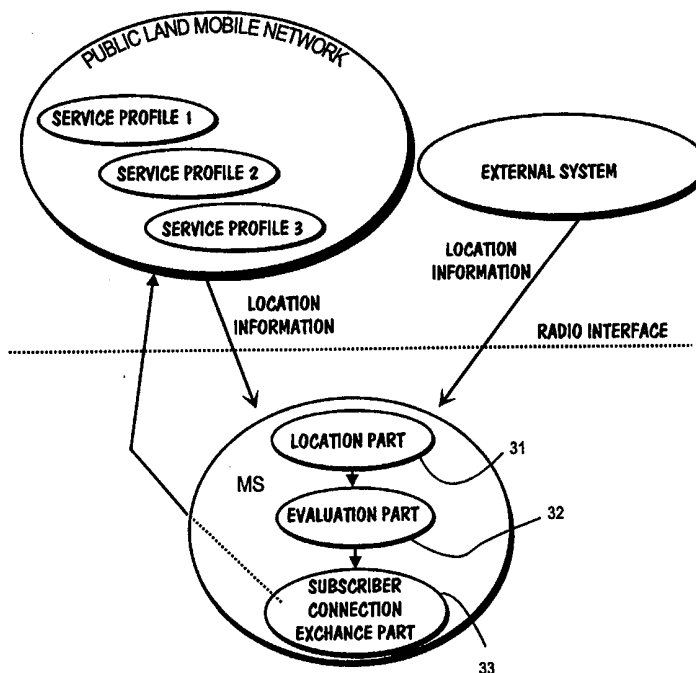 PUBLIC LAND MOBILE NETWORK
SERVICE PROFILE 1
SERVICE PROFILE 2
SERVICE PROFILE 3
EXTERNAL SYSTEM
LOCATION
INFORMATION
LOCATION
INFORMATION
RADIO INTERFACE
LOCATION PART
31
MS
EVALUATION PART
32
SUBSCRIBER
CONNECTION
EXCHANGE PART
33